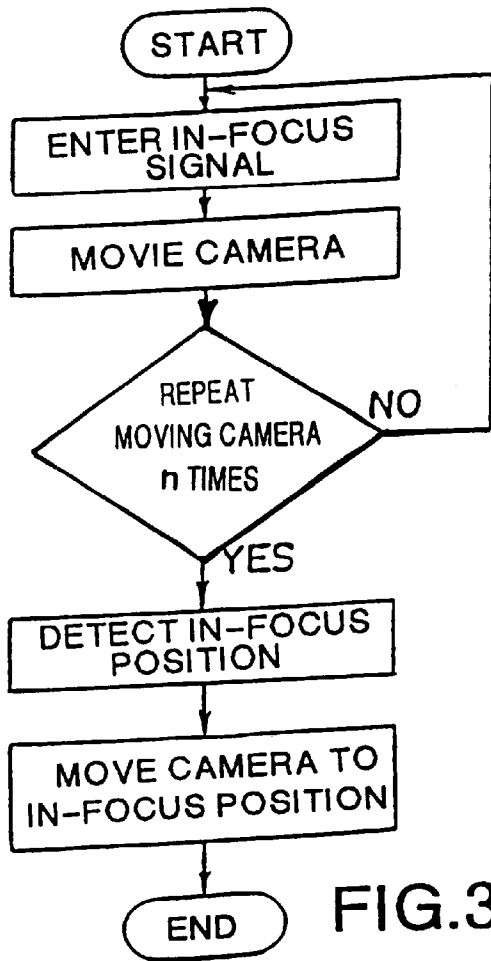 START
ENTER IN-FOCUS
SIGNAL
MOVIE CAMERA
REPEAT
MOVING CAMERA
n TIMES
NO
YES
DETECT IN-FOCUS
POSITION
MOVE CAMERA TO
IN-FOCUS POSITION
END
FIG.3